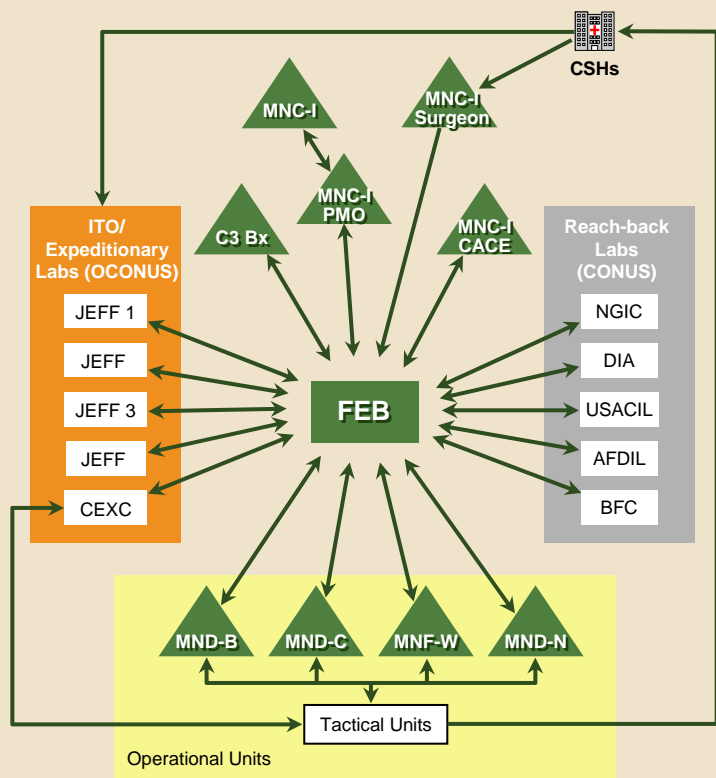 CSHs
MNC-I
MNC-I
Surgeon
MNC-I
PMO
C3 Bx
MNC-I
CACE
ITO/
Expeditionary
Labs (OCONUS)
JEFF 1
JEFF
JEFF 3
JEFF
CEXC
FEB
Reach-back
Labs
(CONUS)
NGIC
DIA
USACIL
AFDIL
BFC
MND-B
MND-C
MNF-W
MND-N
Tactical Units
Operational Units